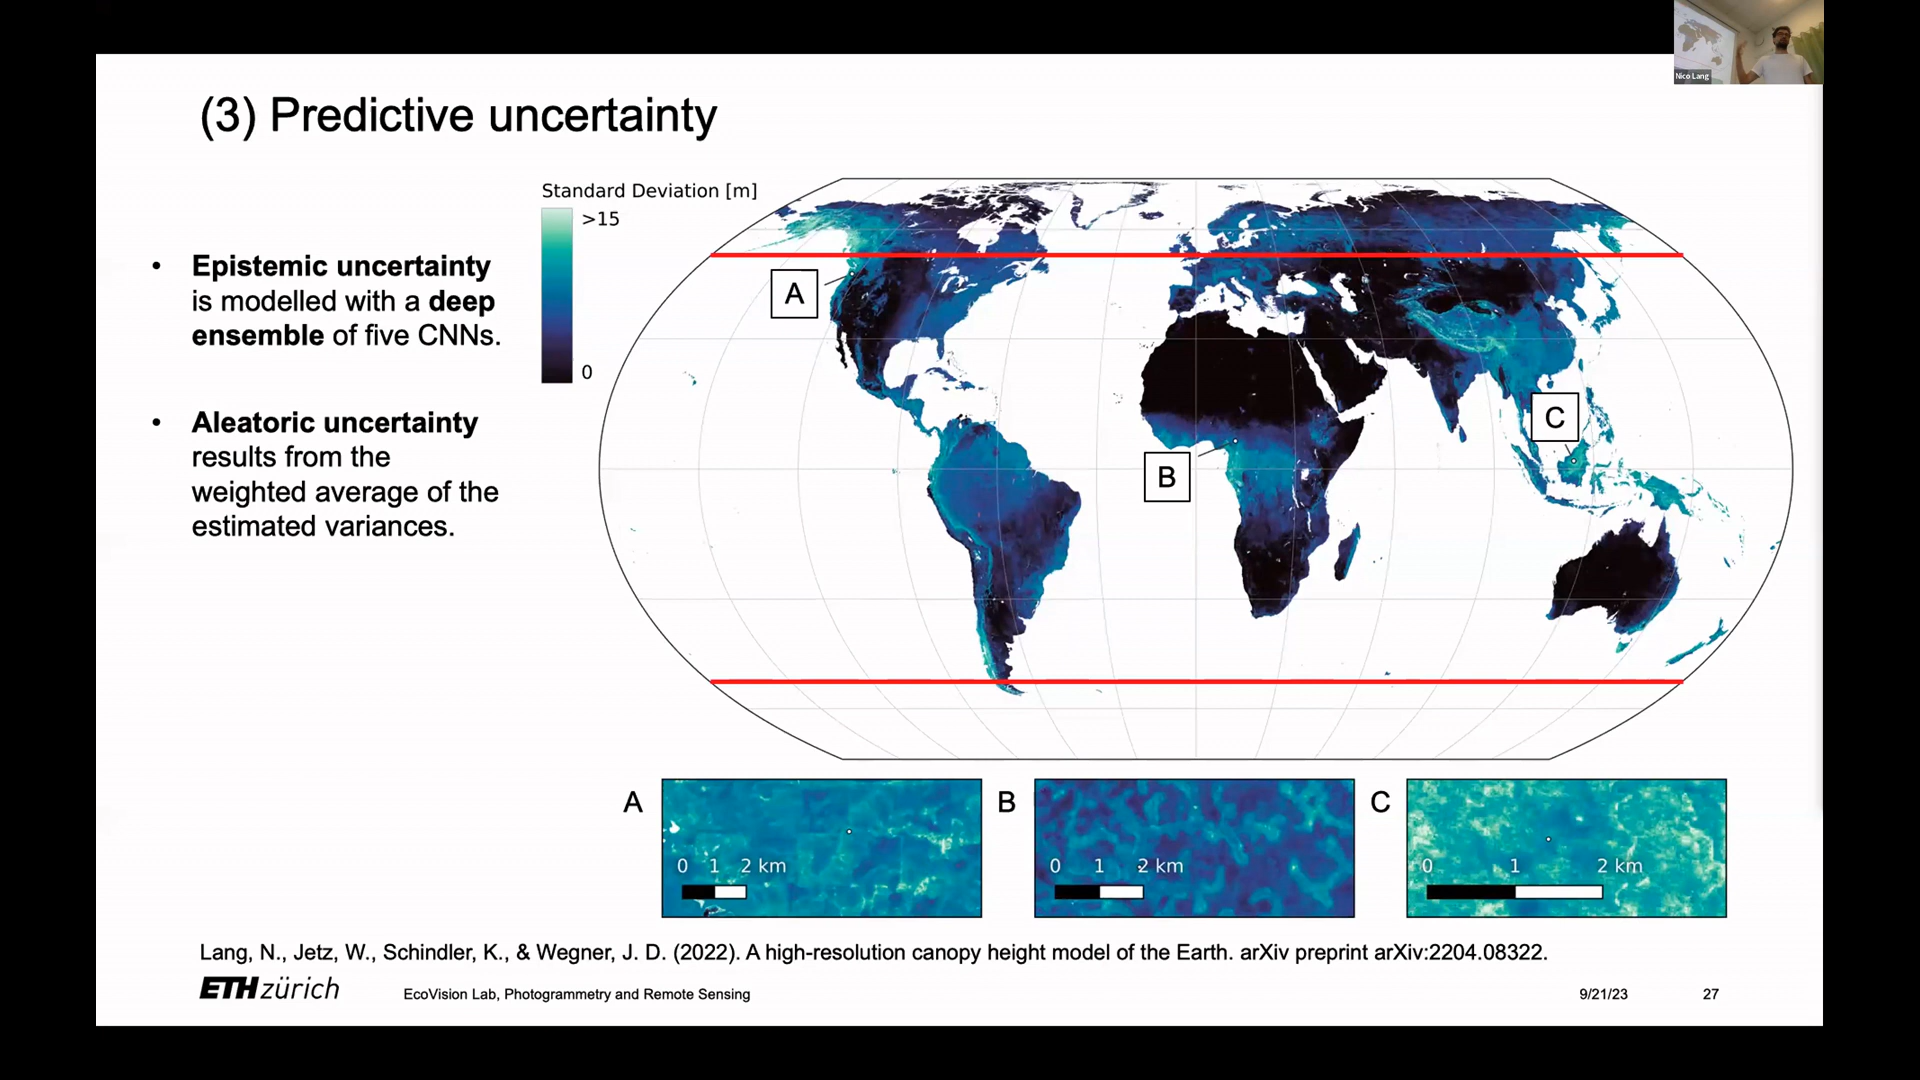 Nico Lang
(3) Predictive uncertainty
• Epistemic uncertainty
is modelled with a deep
ensemble of five CNNs.
• Aleatoric uncertainty
results from the
weighted average of the
estimated variances.
Standard Deviation [m]
>15
0
A
B
C
A
0 1 2 km
B
0 1 2 km
C
0 1 2 km
Lang, N., Jetz, W., Schindler, K., & Wegner, J. D. (2022). A high-resolution canopy height model of the Earth. arXiv preprint arXiv:2204.08322.
ETH zürich
EcoVision Lab, Photogrammetry and Remote Sensing
9/21/23
27